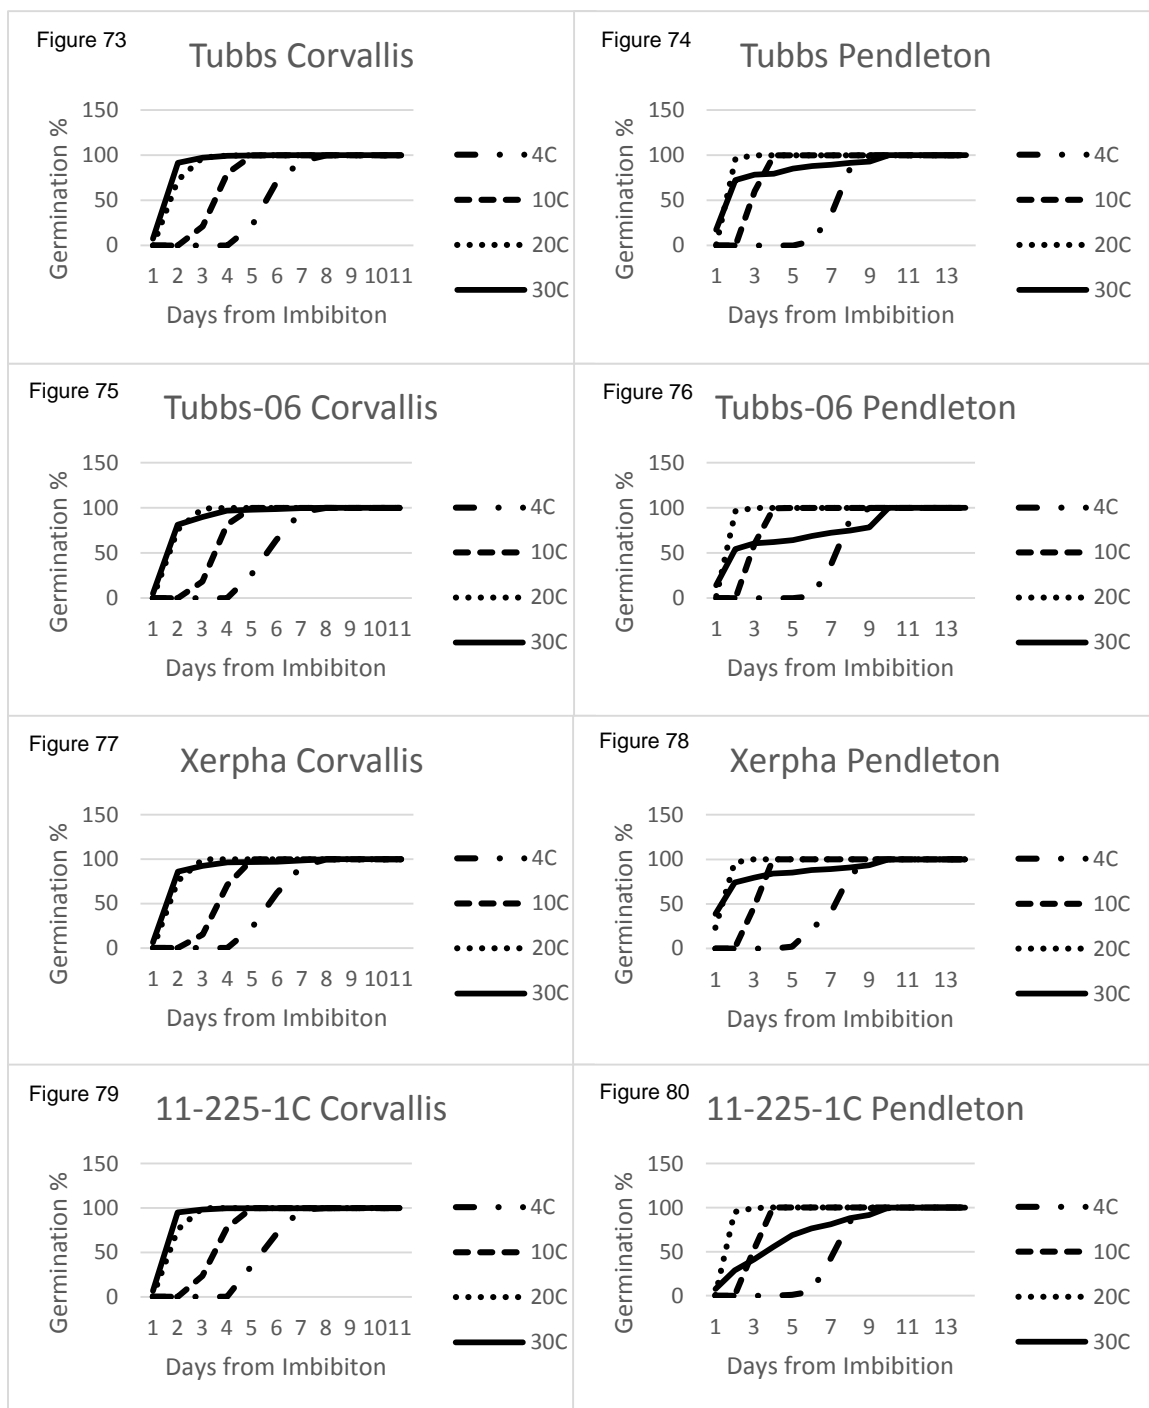 Figure 73
Tubbs Corvallis
150
100
50
0
Germination %
1 2 3 4 5 6 7 8 9 10 11
Days from Imbibiton
4C
10C
20C
30C
Figure 74
Tubbs Pendleton
150
100
50
0
Germination %
1 3 5 7 9 11 13
Days from Imbibition
4C
10C
20C
30C
Figure 75
Tubbs-06 Corvallis
150
100
50
0
Germination %
1 2 3 4 5 6 7 8 9 10 11
Days from Imbibiton
4C
10C
20C
30C
Figure 76
Tubbs-06 Pendleton
150
100
50
0
Germination %
1 3 5 7 9 11 13
Days from Imbibition
4C
10C
20C
30C
Figure 77
Xerpha Corvallis
150
100
50
0
Germination %
1 2 3 4 5 6 7 8 9 10 11
Days from Imbibiton
4C
10C
20C
30C
Figure 78
Xerpha Pendleton
150
100
50
0
Germination %
1 3 5 7 9 11 13
Days from Imbibition
4C
10C
20C
30C
Figure 79
11-225-1C Corvallis
150
100
50
0
Germination %
1 2 3 4 5 6 7 8 9 10 11
Days from Imbibiton
4C
10C
20C
30C
Figure 80
11-225-1C Pendleton
150
100
50
0
Germination %
1 3 5 7 9 11 13
Days from Imbibition
4C
10C
20C
30C